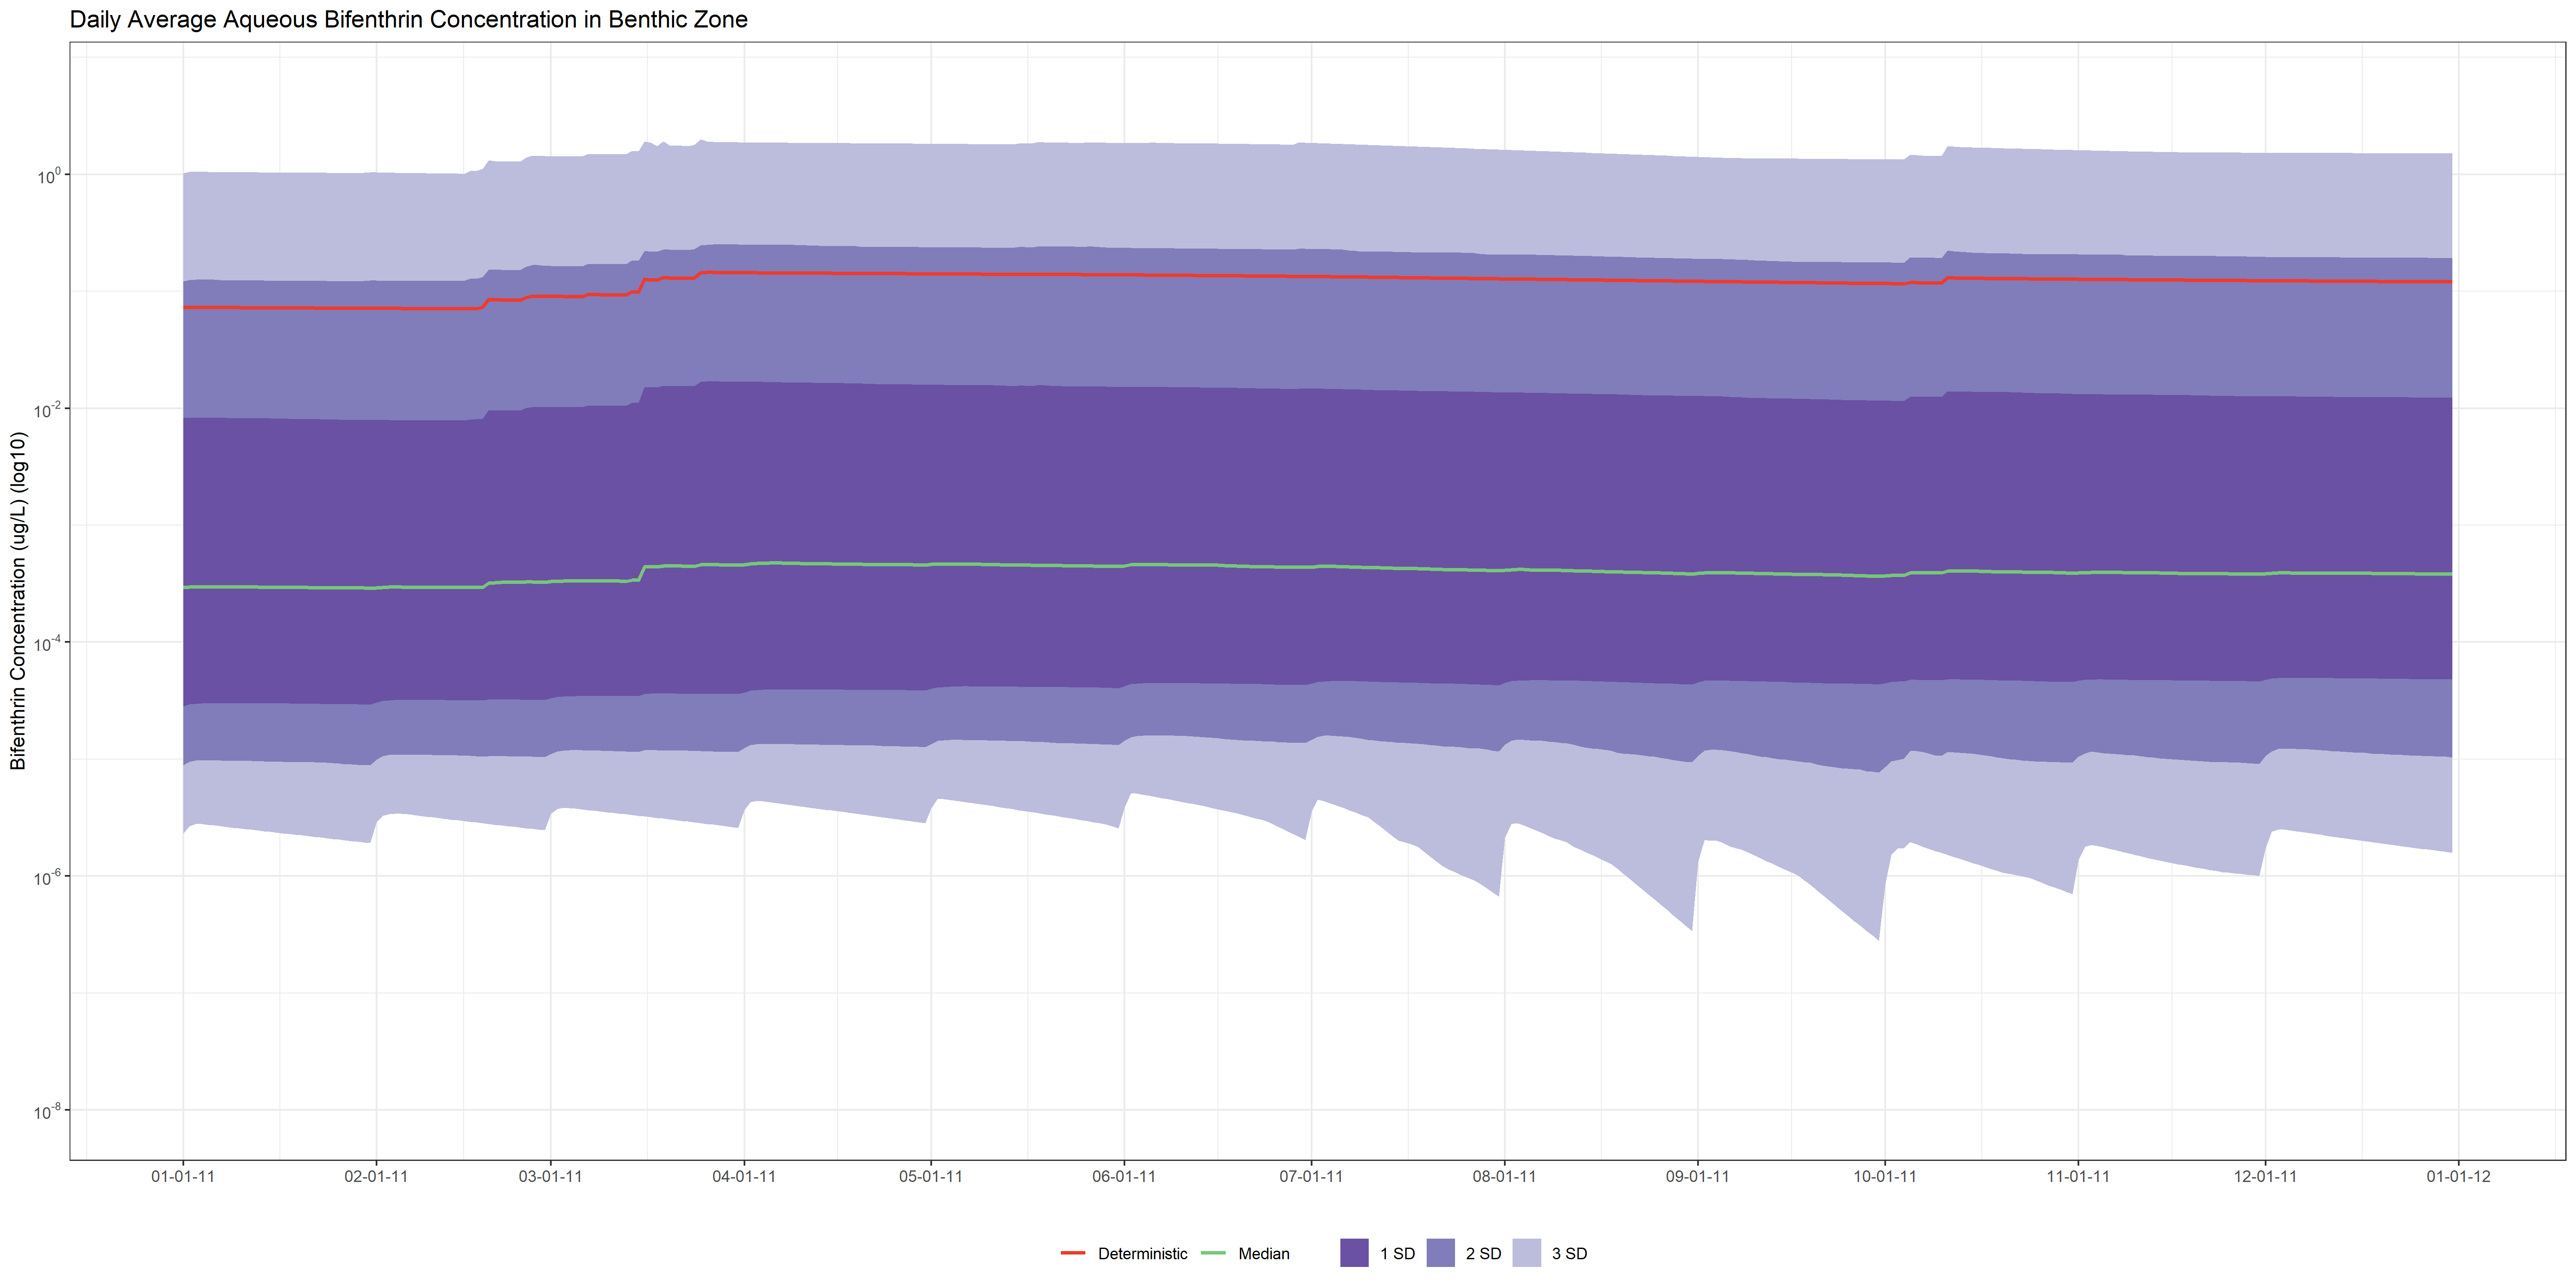 Daily Average Aqueous Bifenthrin Concentration in Benthic Zone
Bifenthrin Concentration (ug/L) (log10)
10^0
10^-2
10^-4
10^-6
10^-8
01-01-11 02-01-11 03-01-11 04-01-11 05-01-11 06-01-11 07-01-11 08-01-11 09-01-11 10-01-11 11-01-11 12-01-11 01-01-12
Deterministic Median 1 SD 2 SD 3 SD